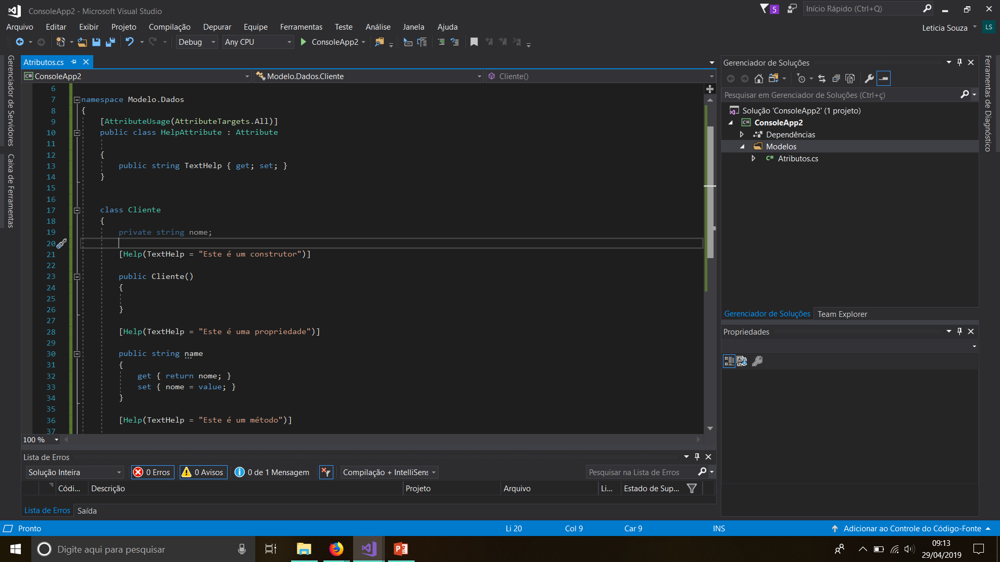 ConsoleApp2 - Microsoft Visual Studio
5
Início Rápido (Ctrl+Q)
Arquivo Editar Exibir Projeto Compilação Depurar Equipe Ferramentas Teste Análise Janela Ajuda
Leticia Souza LS
Debug Any CPU ConsoleApp2
Gerenciador de Servidores
Caixa de Ferramentas
Atributos.cs
C# ConsoleApp2 Modelo.Dados.Cliente Cliente()
6
7 namespace Modelo.Dados
8 {
9 [AttributeUsage(AttributeTargets.All)]
10 public class HelpAttribute : Attribute
11
12 {
13 public string TextHelp { get; set; }
14 }
15
16
17 class Cliente
18 {
19 private string nome;
20
21 [Help(TextHelp = "Este é um construtor")]
22
23 public Cliente()
24 {
25
26 }
27
28 [Help(TextHelp = "Este é uma propriedade")]
29
30 public string name
31 {
32 get { return nome; }
33 set { nome = value; }
34 }
35
36 [Help(TextHelp = "Este é um método")]
37
100 %
Lista de Erros
Solução Inteira 0 Erros 0 Avisos 0 de 1 Mensagem Compilação + IntelliSens Pesquisar na Lista de Erros
Códi... Descrição Projeto Arquivo Li... Estado de Sup...
Lista de Erros Saída
Gerenciador de Soluções
Pesquisar em Gerenciador de Soluções (Ctrl+ç)
Solução 'ConsoleApp2' (1 projeto)
C# ConsoleApp2
Dependências
Modelos
C# Atributos.cs
Gerenciador de Soluções Team Explorer
Propriedades
Ferramentas de Diagnóstico
Pronto Li 20 Col 9 Car 9 INS Adicionar ao Controle do Código-Fonte
Digite aqui para pesquisar
09:13
29/04/2019